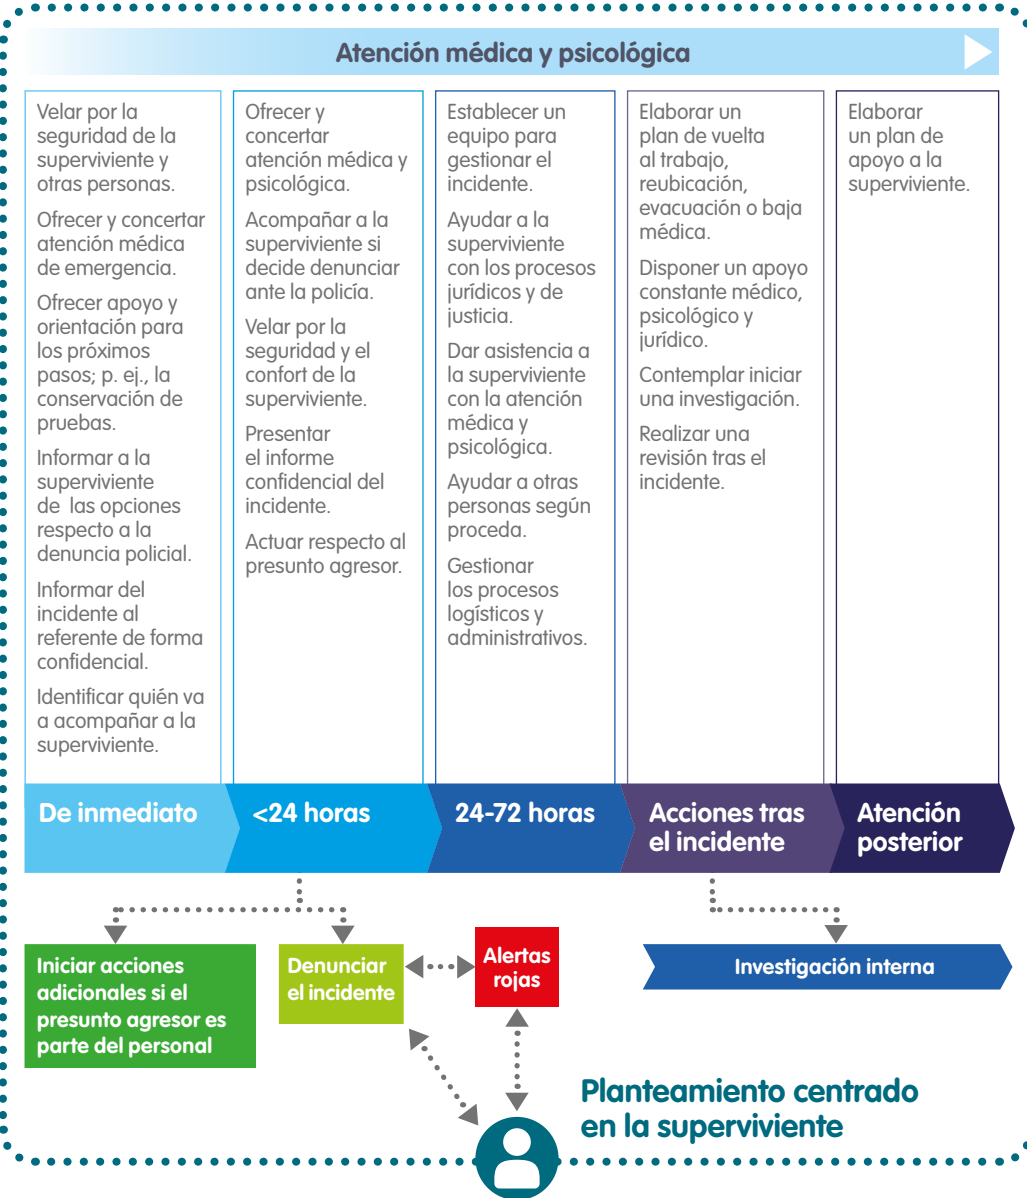 Atención médica y psicológica
Velar por la
seguridad de la
superviviente y
otras personas.
Ofrecer y concertar
atención médica
de emergencia.
Ofrecer apoyo y
orientación para
los próximos
pasos; p. ej., la
conservación de
pruebas.
Informar a la
superviviente
de las opciones
respecto a la
denuncia policial.
Informar del
incidente al
referente de forma
confidencial.
Identificar quién va
a acompañar a la
superviviente.
Ofrecer y
concertar
atención médica y
psicológica.
Acompañar a la
superviviente si
decide denunciar
ante la policía.
Velar por la
seguridad y el
confort de la
superviviente.
Presentar
el informe
confidencial del
incidente.
Actuar respecto al
presunto agresor.
Establecer un
equipo para
gestionar el
incidente.
Ayudar a la
superviviente
con los procesos
jurídicos y de
justicia.
Dar asistencia a
la superviviente
con la atención
médica y
psicológica.
Ayudar a otras
personas según
proceda.
Gestionar
los procesos
logísticos y
administrativos.
Elaborar un
plan de vuelta
al trabajo,
reubicación,
evacuación o baja
médica.
Disponer un apoyo
constante médico,
psicológico y
jurídico.
Contemplar iniciar
una investigación.
Realizar una
revisión tras el
incidente.
Elaborar
un plan de
apoyo a la
superviviente.
De inmediato
<24 horas
24-72 horas
Acciones tras
el incidente
Atención
posterior
Iniciar acciones
adicionales si el
presunto agresor es
parte del personal
Denunciar
el incidente
Alertas
rojas
Investigación interna
Planteamiento centrado
en la superviviente